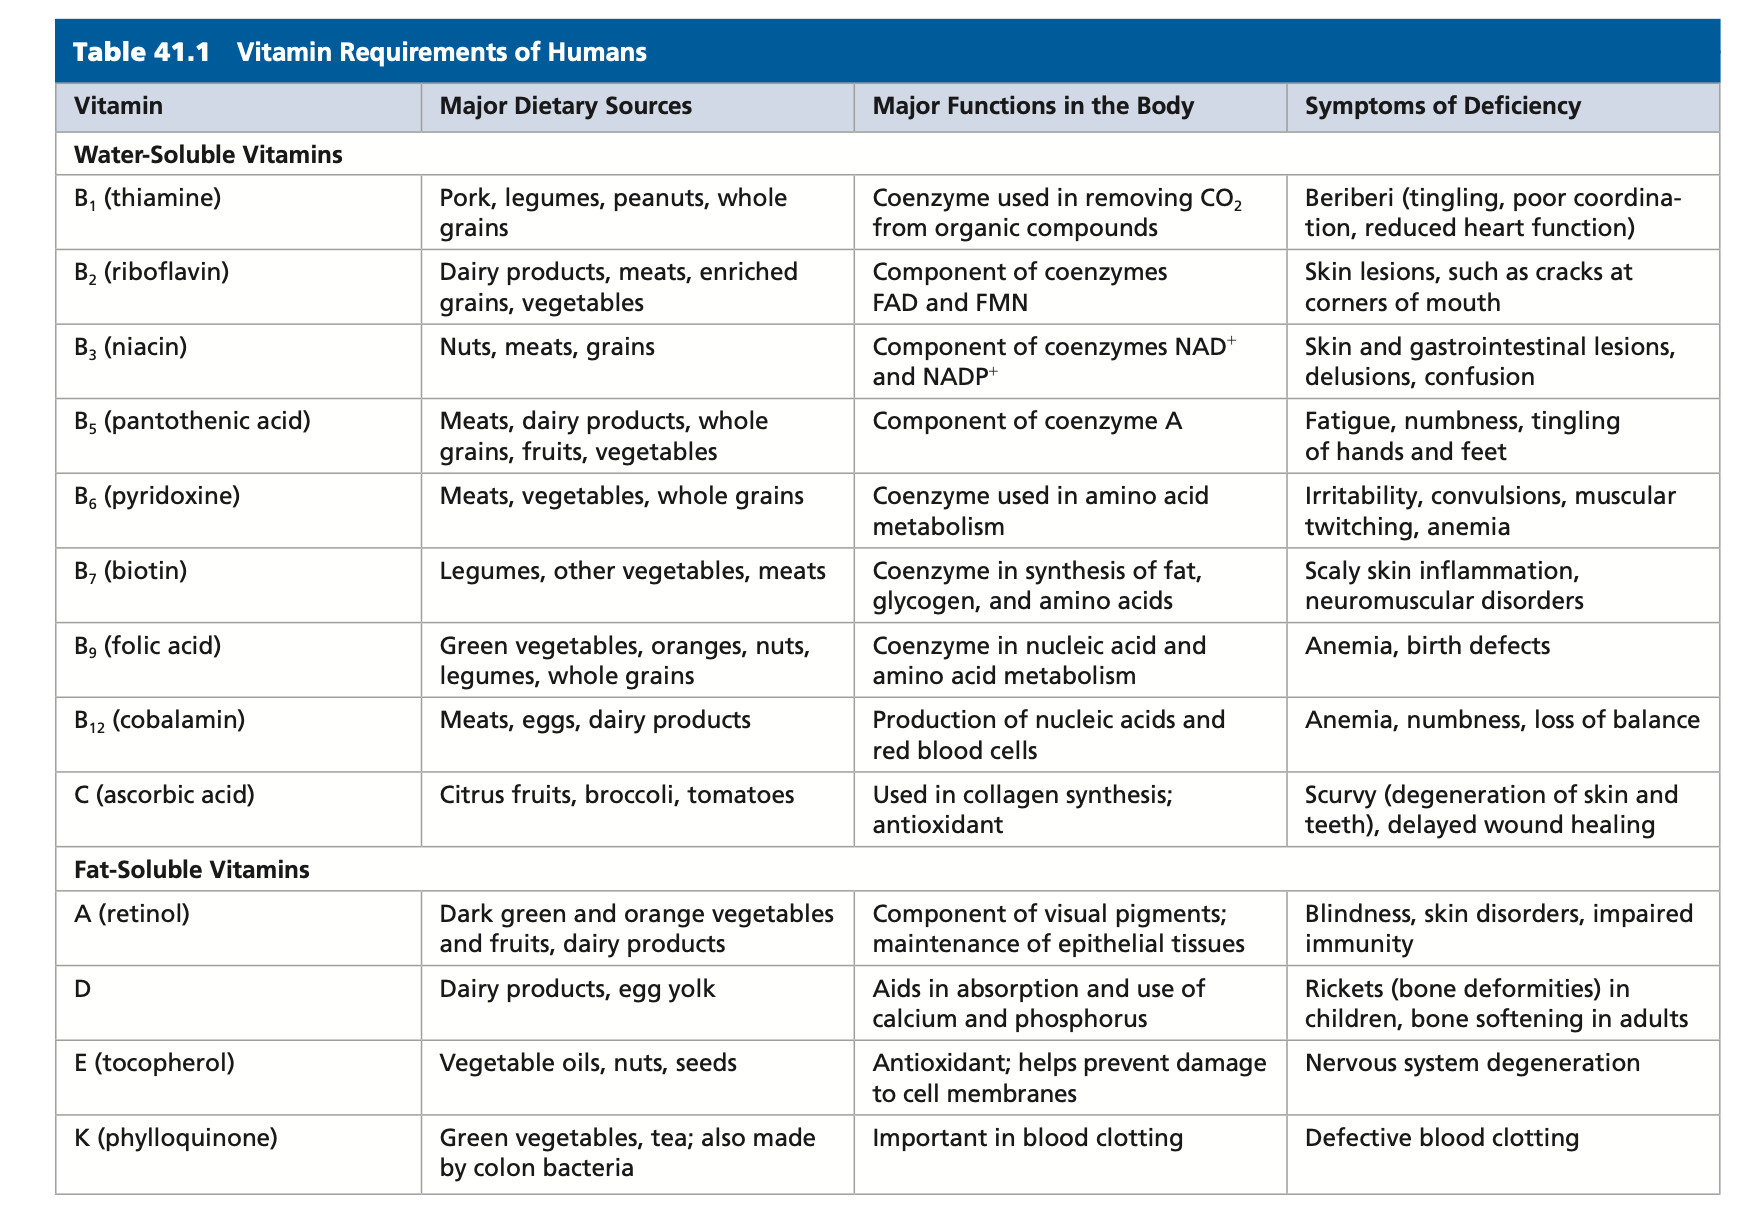 Table 41.1 Vitamin Requirements of Humans
Vitamin Major Dietary Sources Major Functions in the Body Symptoms of Deficiency
Water-Soluble Vitamins
B₁ (thiamine)
Pork, legumes, peanuts, whole
grains
Coenzyme used in removing CO₂
from organic compounds
Beriberi (tingling, poor coordina-
tion, reduced heart function)
B₂ (riboflavin)
Dairy products, meats, enriched
grains, vegetables
Component of coenzymes
FAD and FMN
Skin lesions, such as cracks at
corners of mouth
B₃ (niacin)
Nuts, meats, grains
Component of coenzymes NAD⁺
and NADP⁺
Skin and gastrointestinal lesions,
delusions, confusion
B₅ (pantothenic acid)
Meats, dairy products, whole
grains, fruits, vegetables
Component of coenzyme A
Fatigue, numbness, tingling
of hands and feet
B₆ (pyridoxine)
Meats, vegetables, whole grains
Coenzyme used in amino acid
metabolism
Irritability, convulsions, muscular
twitching, anemia
B₇ (biotin)
Legumes, other vegetables, meats
Coenzyme in synthesis of fat,
glycogen, and amino acids
Scaly skin inflammation,
neuromuscular disorders
B₉ (folic acid)
Green vegetables, oranges, nuts,
legumes, whole grains
Coenzyme in nucleic acid and
amino acid metabolism
Anemia, birth defects
B₁₂ (cobalamin)
Meats, eggs, dairy products
Production of nucleic acids and
red blood cells
Anemia, numbness, loss of balance
C (ascorbic acid)
Citrus fruits, broccoli, tomatoes
Used in collagen synthesis;
antioxidant
Scurvy (degeneration of skin and
teeth), delayed wound healing
Fat-Soluble Vitamins
A (retinol)
Dark green and orange vegetables
and fruits, dairy products
Component of visual pigments;
maintenance of epithelial tissues
Blindness, skin disorders, impaired
immunity
D
Dairy products, egg yolk
Aids in absorption and use of
calcium and phosphorus
Rickets (bone deformities) in
children, bone softening in adults
E (tocopherol)
Vegetable oils, nuts, seeds
Antioxidant; helps prevent damage
to cell membranes
Nervous system degeneration
K (phylloquinone)
Green vegetables, tea; also made
by colon bacteria
Important in blood clotting
Defective blood clotting